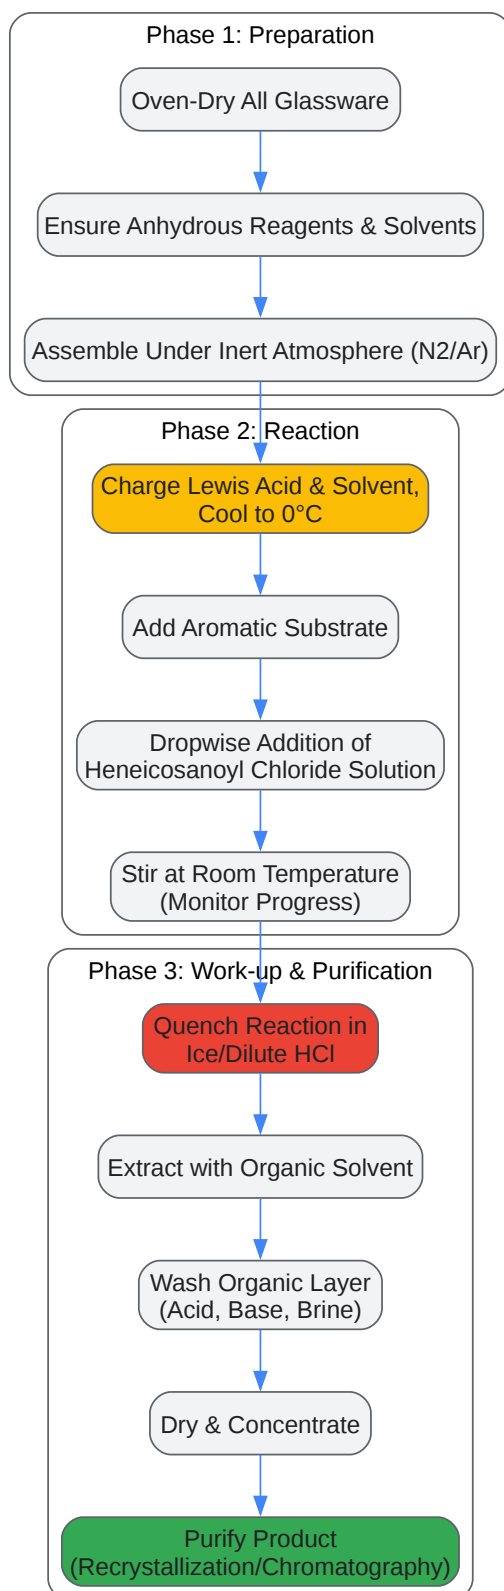 Phase 1: Preparation
Oven-Dry All Glassware
Ensure Anhydrous Reagents & Solvents
Assemble Under Inert Atmosphere (N2/Ar)
Phase 2: Reaction
Charge Lewis Acid & Solvent,
Cool to 0°C
Add Aromatic Substrate
Dropwise Addition of
Heneicosanoyl Chloride Solution
Stir at Room Temperature
(Monitor Progress)
Phase 3: Work-up & Purification
Quench Reaction in
Ice/Dilute HCl
Extract with Organic Solvent
Wash Organic Layer
(Acid, Base, Brine)
Dry & Concentrate
Purify Product
(Recrystallization/Chromatography)